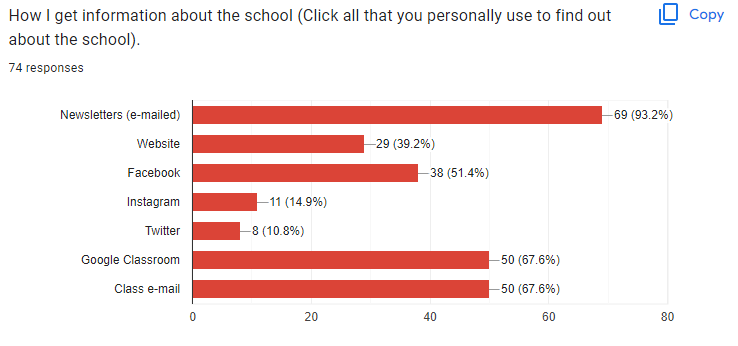 How I get information about the school (Click all that you personally use to find out
about the school).
Copy
74 responses
Newsletters (e-mailed) 69 (93.2%)
Website 29 (39.2%)
Facebook 38 (51.4%)
Instagram 11 (14.9%)
Twitter 8 (10.8%)
Google Classroom 50 (67.6%)
Class e-mail 50 (67.6%)
0 20 40 60 80